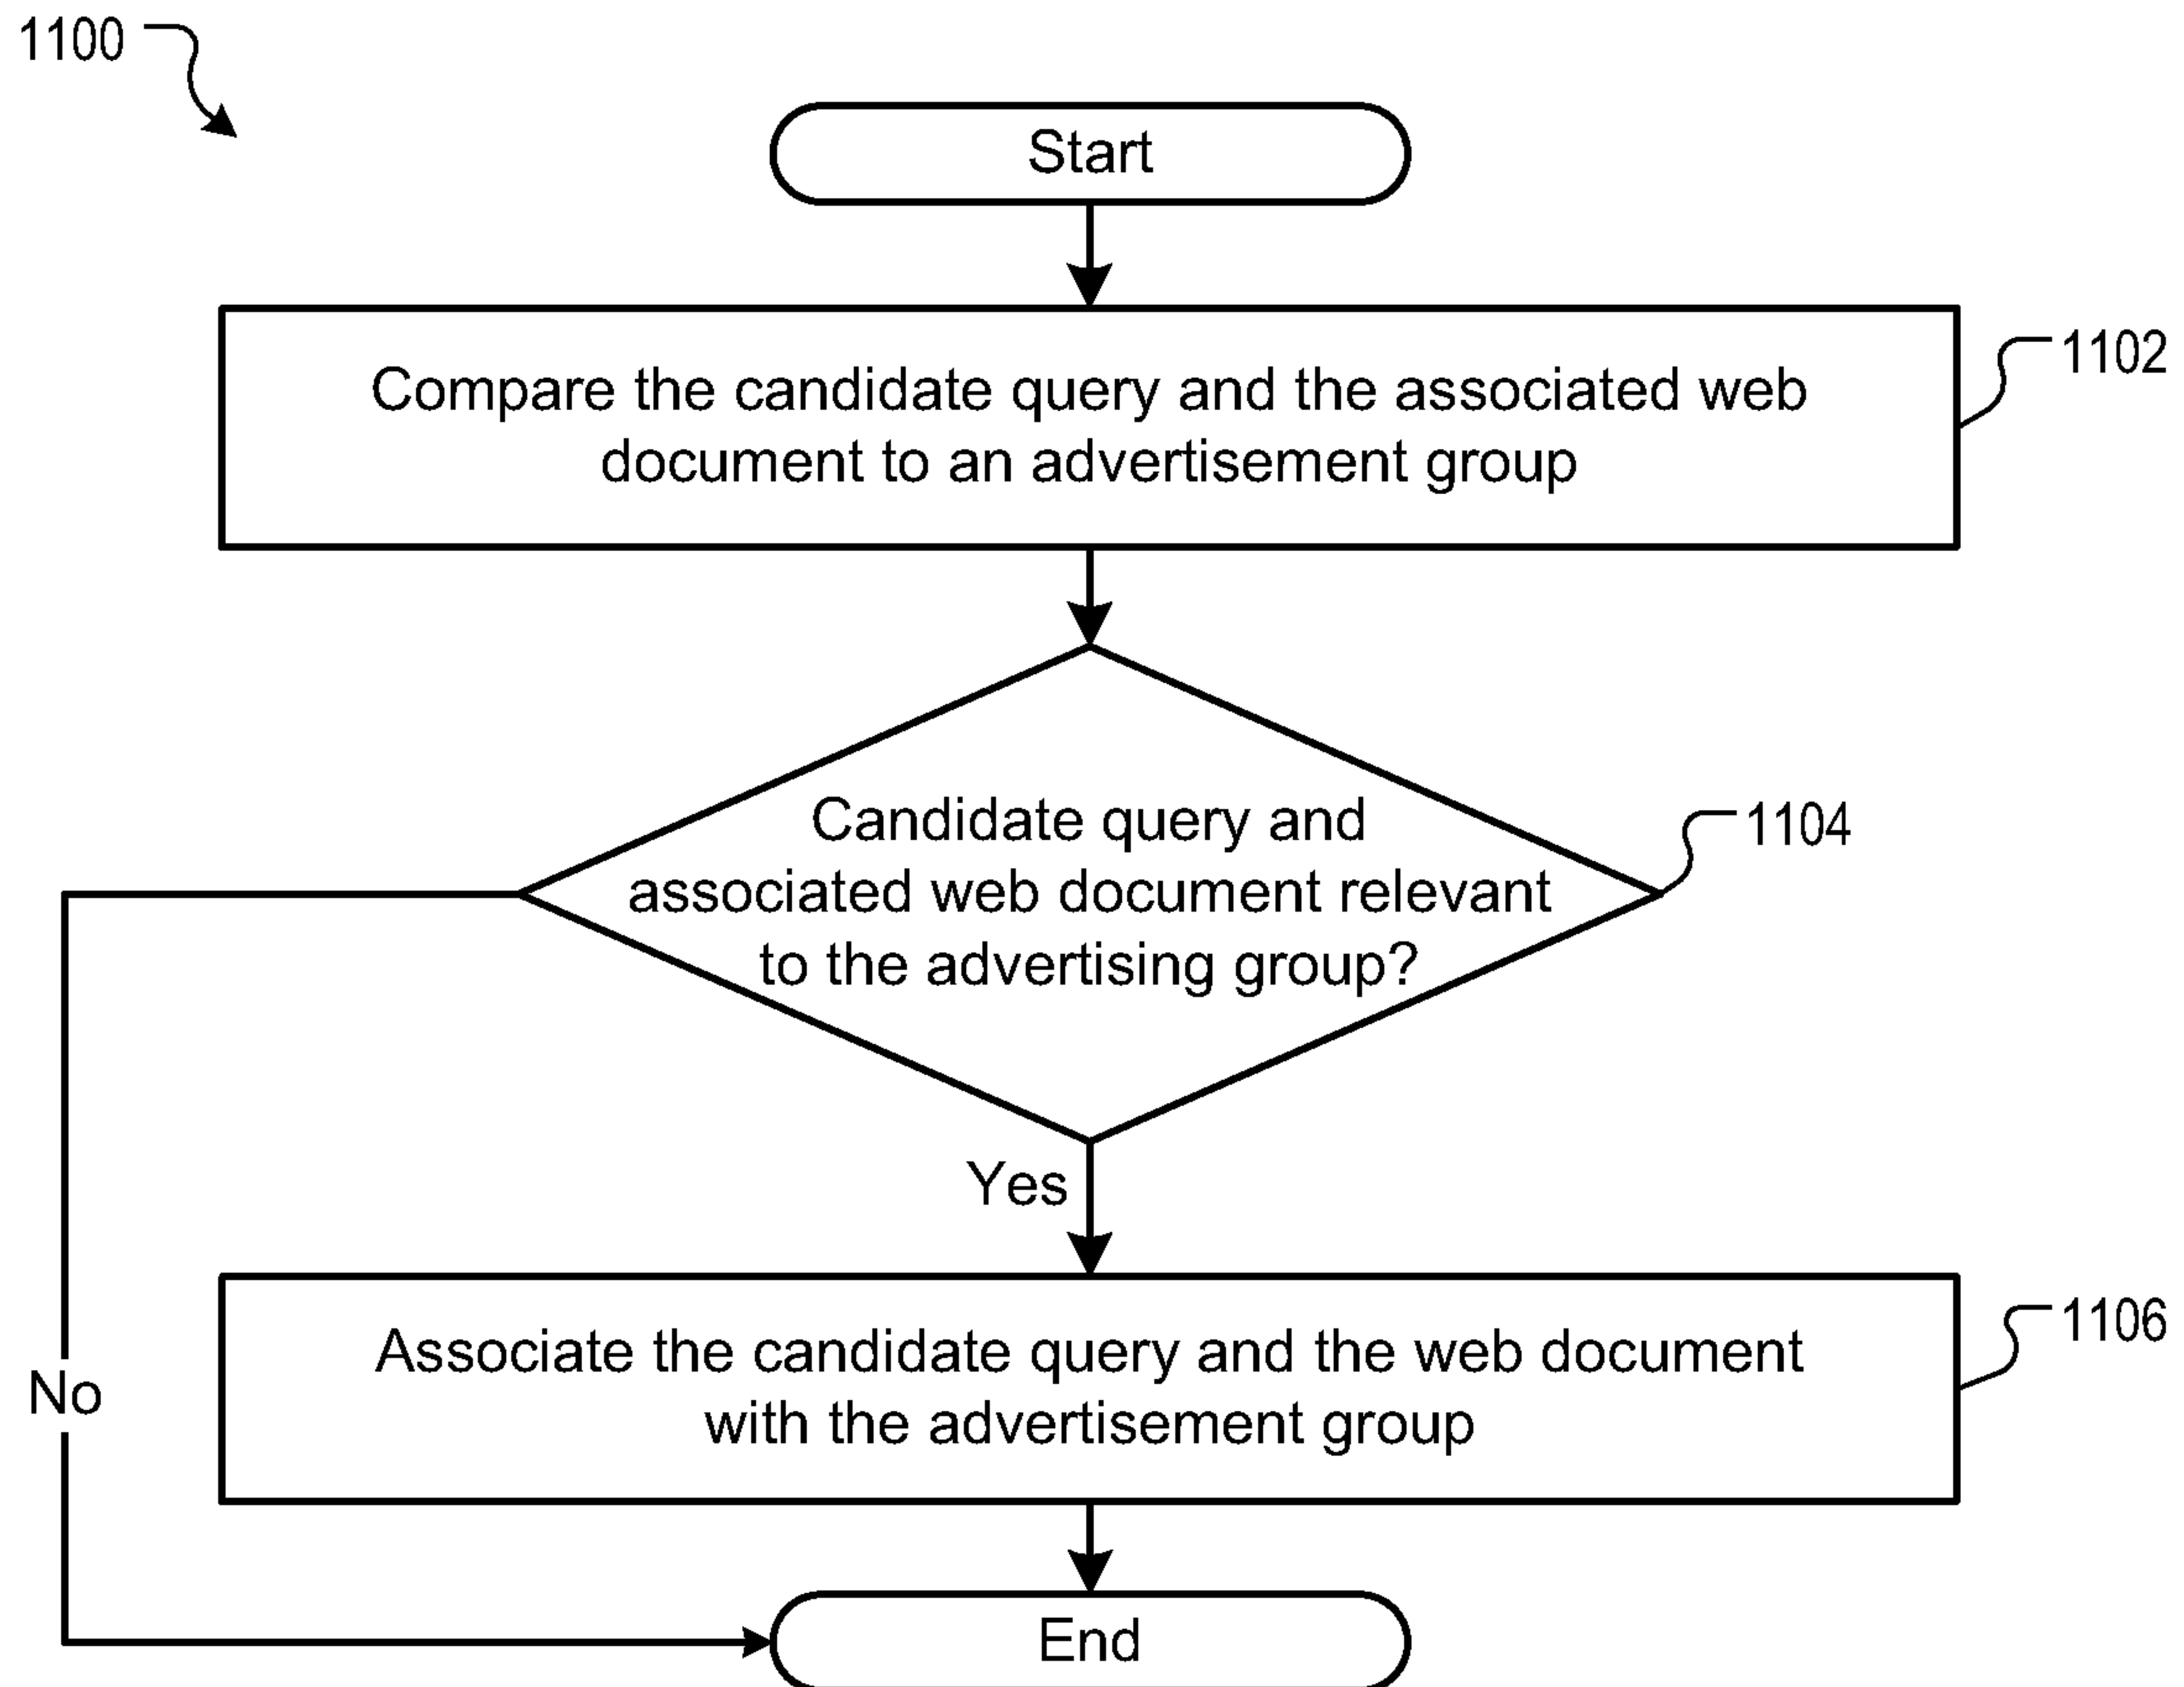 1100
Start
Compare the candidate query and the associated web
document to an advertisement group
1102
Candidate query and
associated web document relevant
to the advertising group?
1104
Yes
Associate the candidate query and the web document
with the advertisement group
1106
No
End